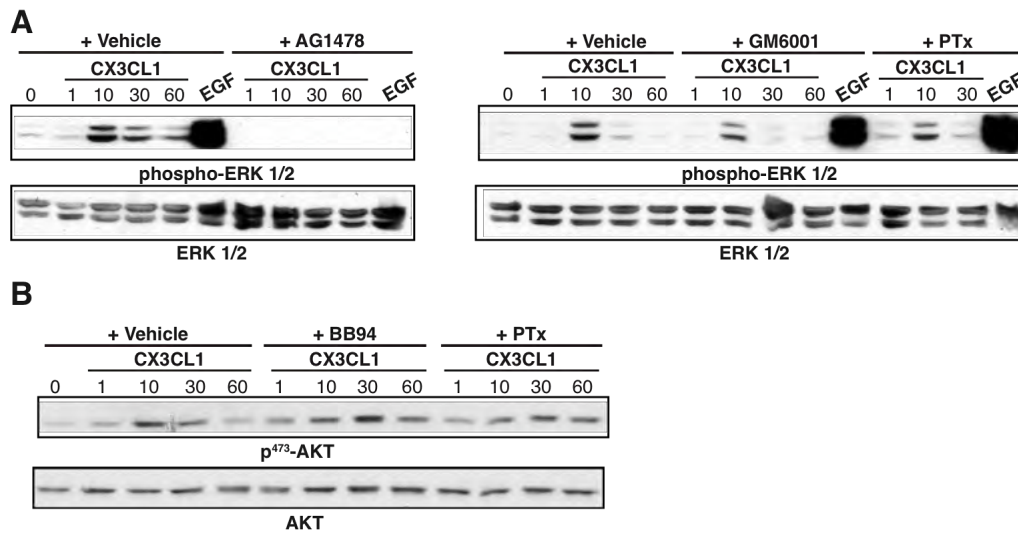 A
+ Vehicle + AG1478
CX3CL1 EGF CX3CL1 EGF
0 1 10 30 60 1 10 30 60
phospho-ERK 1/2
ERK 1/2
+ Vehicle + GM6001 + PTx
CX3CL1 CX3CL1 EGF CX3CL1 EGF
0 1 10 30 60 1 10 30 60 1 10 30
phospho-ERK 1/2
ERK 1/2
B
+ Vehicle + BB94 + PTx
CX3CL1 CX3CL1 CX3CL1
0 1 10 30 60 1 10 30 60 1 10 30 60
p⁴⁷³-AKT
AKT